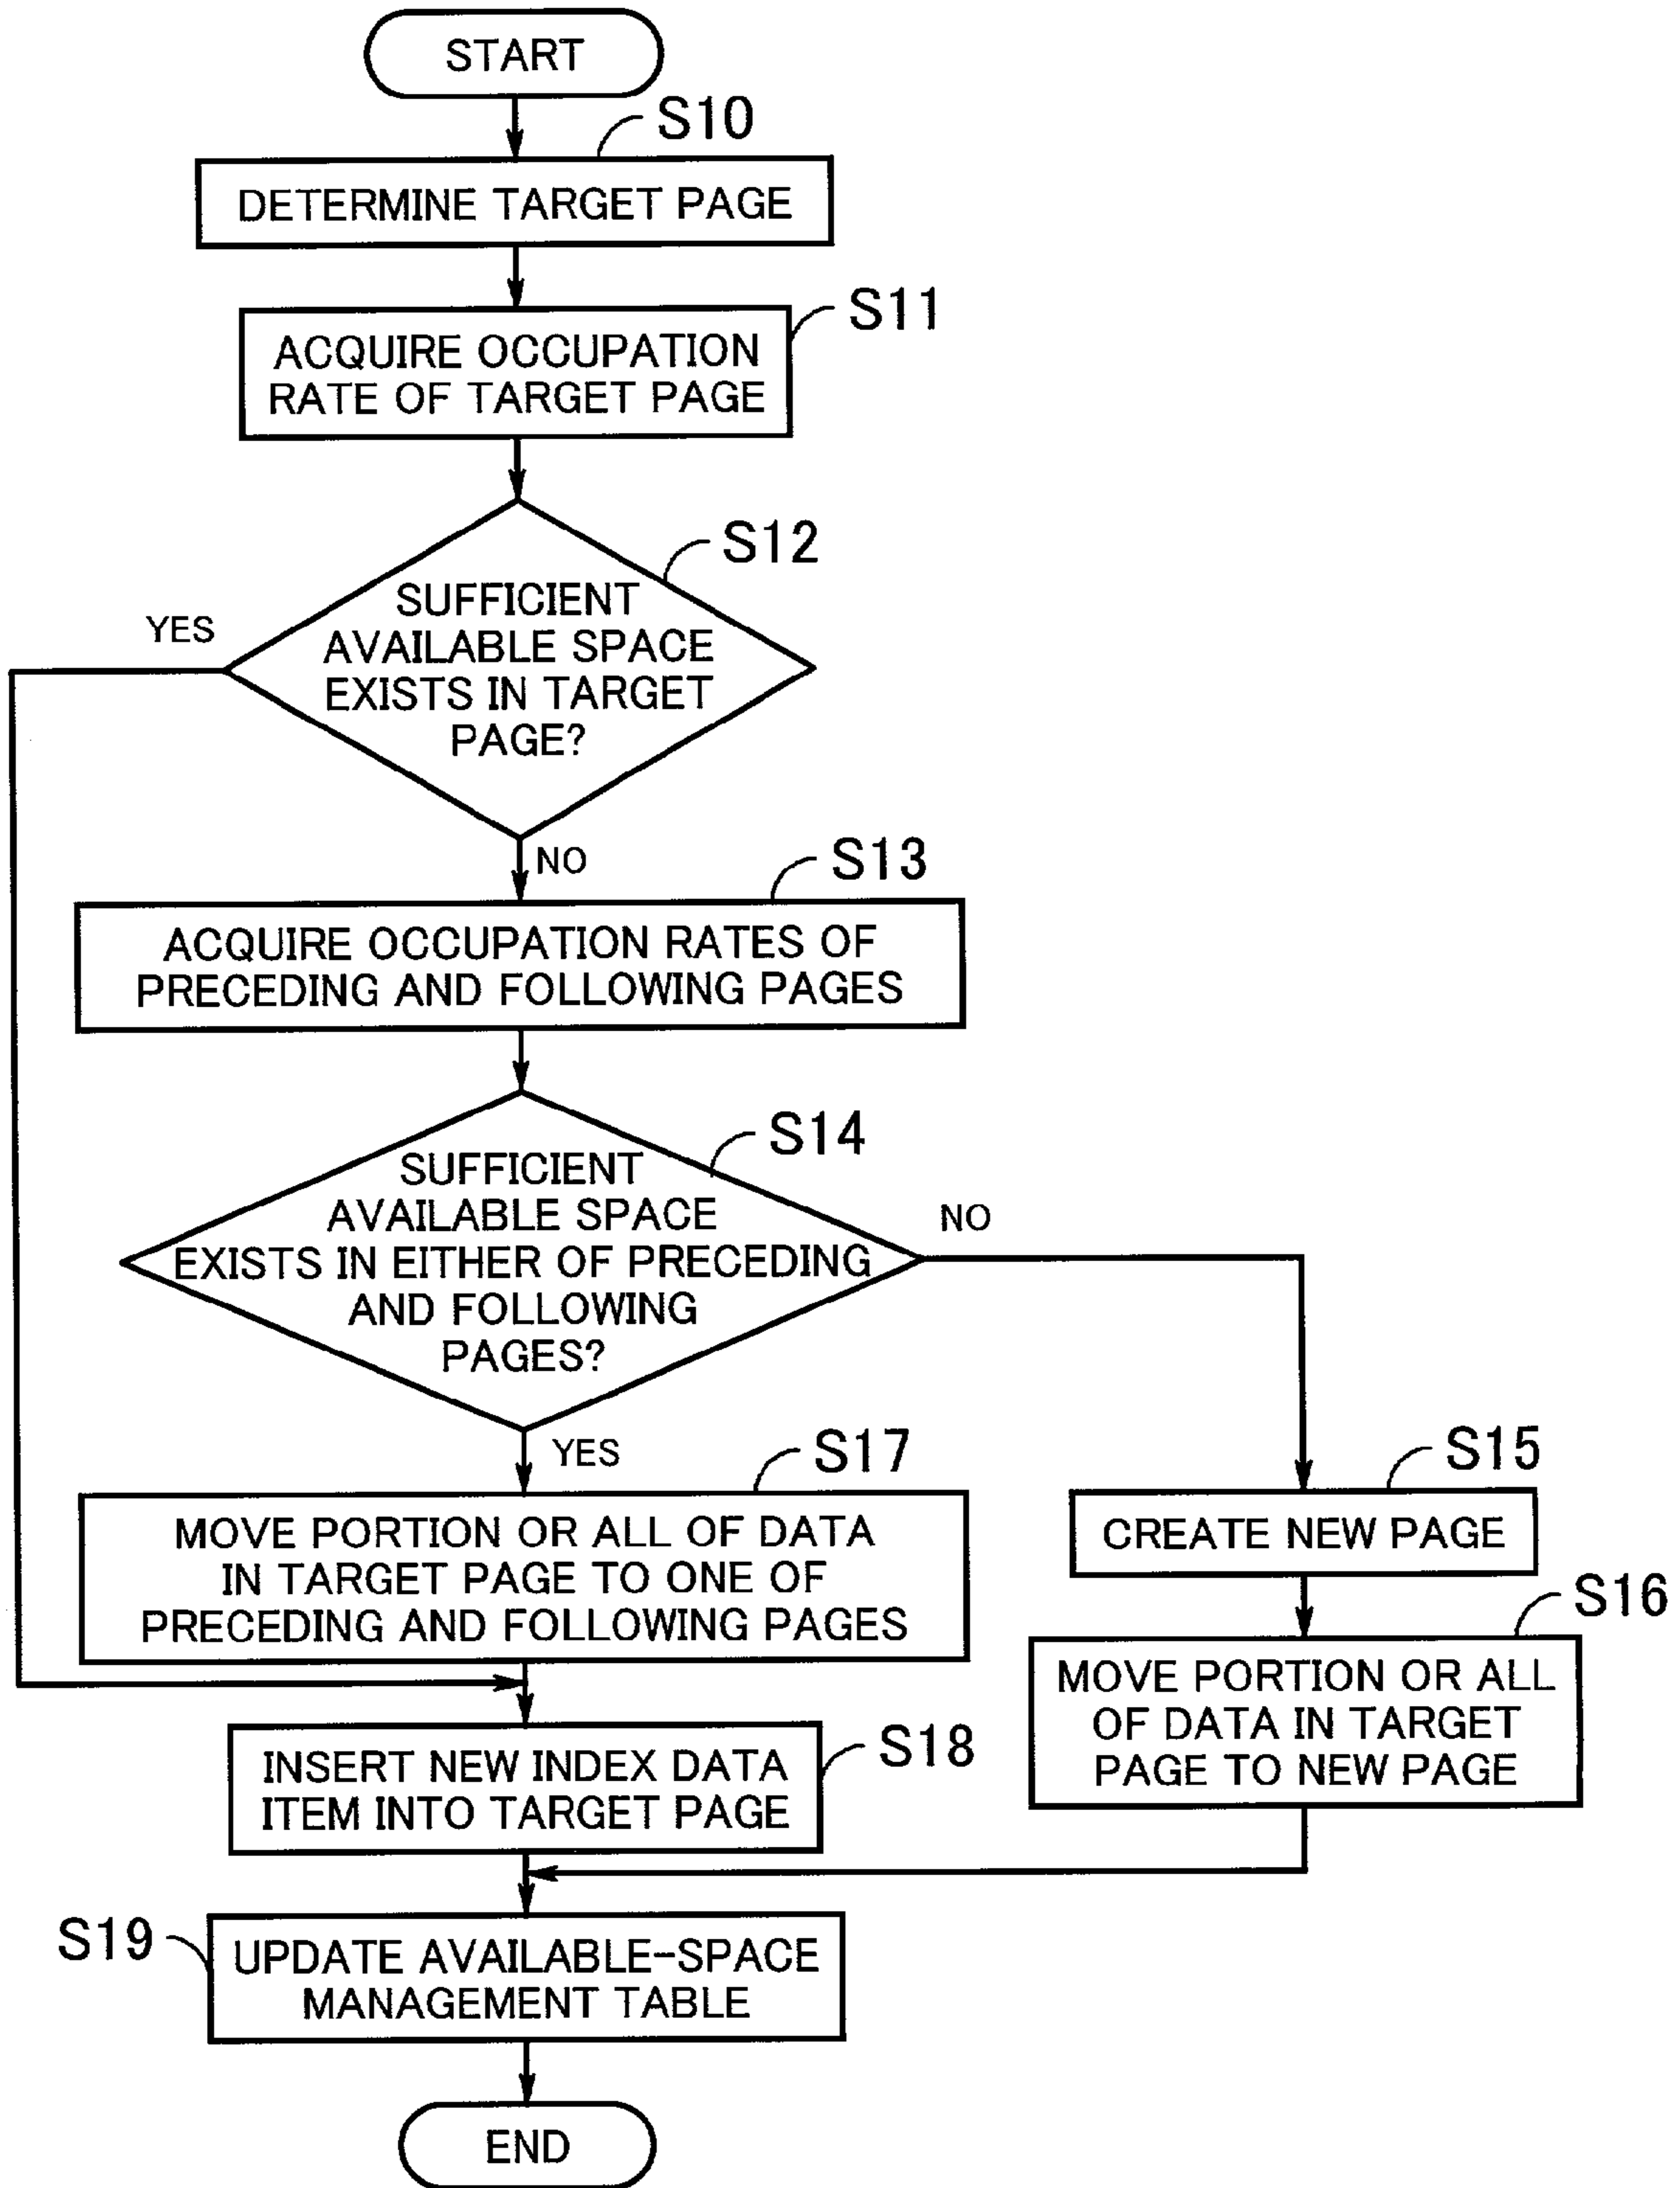 START
S10
DETERMINE TARGET PAGE
S11
ACQUIRE OCCUPATION
RATE OF TARGET PAGE
S12
SUFFICIENT
AVAILABLE SPACE
EXISTS IN TARGET
PAGE?
YES
NO
S13
ACQUIRE OCCUPATION RATES OF
PRECEDING AND FOLLOWING PAGES
S14
SUFFICIENT
AVAILABLE SPACE
EXISTS IN EITHER OF PRECEDING
AND FOLLOWING
PAGES?
NO
YES
S17
MOVE PORTION OR ALL OF DATA
IN TARGET PAGE TO ONE OF
PRECEDING AND FOLLOWING PAGES
S15
CREATE NEW PAGE
S16
MOVE PORTION OR ALL
OF DATA IN TARGET
PAGE TO NEW PAGE
S18
INSERT NEW INDEX DATA
ITEM INTO TARGET PAGE
S19
UPDATE AVAILABLE-SPACE
MANAGEMENT TABLE
END